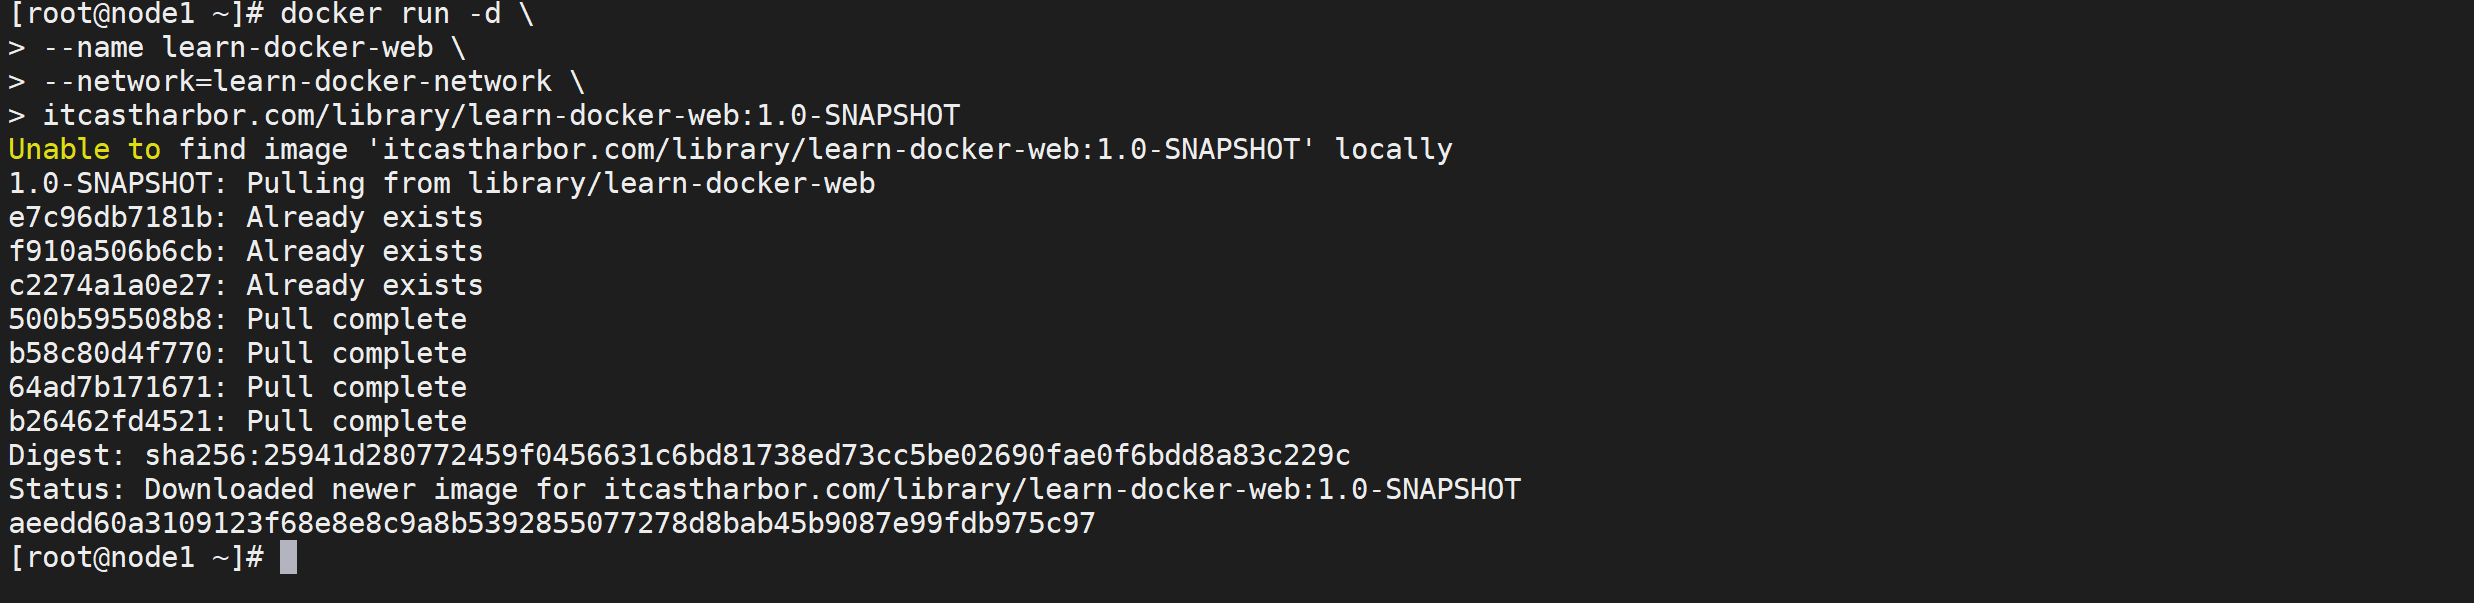 [root@node1 ~]# docker run -d \
> --name learn-docker-web \
> --network=learn-docker-network \
> itcastharbor.com/library/learn-docker-web:1.0-SNAPSHOT
Unable to find image 'itcastharbor.com/library/learn-docker-web:1.0-SNAPSHOT' locally
1.0-SNAPSHOT: Pulling from library/learn-docker-web
e7c96db7181b: Already exists
f910a506b6cb: Already exists
c2274a1a0e27: Already exists
500b595508b8: Pull complete
b58c80d4f770: Pull complete
64ad7b171671: Pull complete
b26462fd4521: Pull complete
Digest: sha256:25941d280772459f0456631c6bd81738ed73cc5be02690fae0f6bdd8a83c229c
Status: Downloaded newer image for itcastharbor.com/library/learn-docker-web:1.0-SNAPSHOT
aeedd60a3109123f68e8e8c9a8b5392855077278d8bab45b9087e99fdb975c97
[root@node1 ~]#